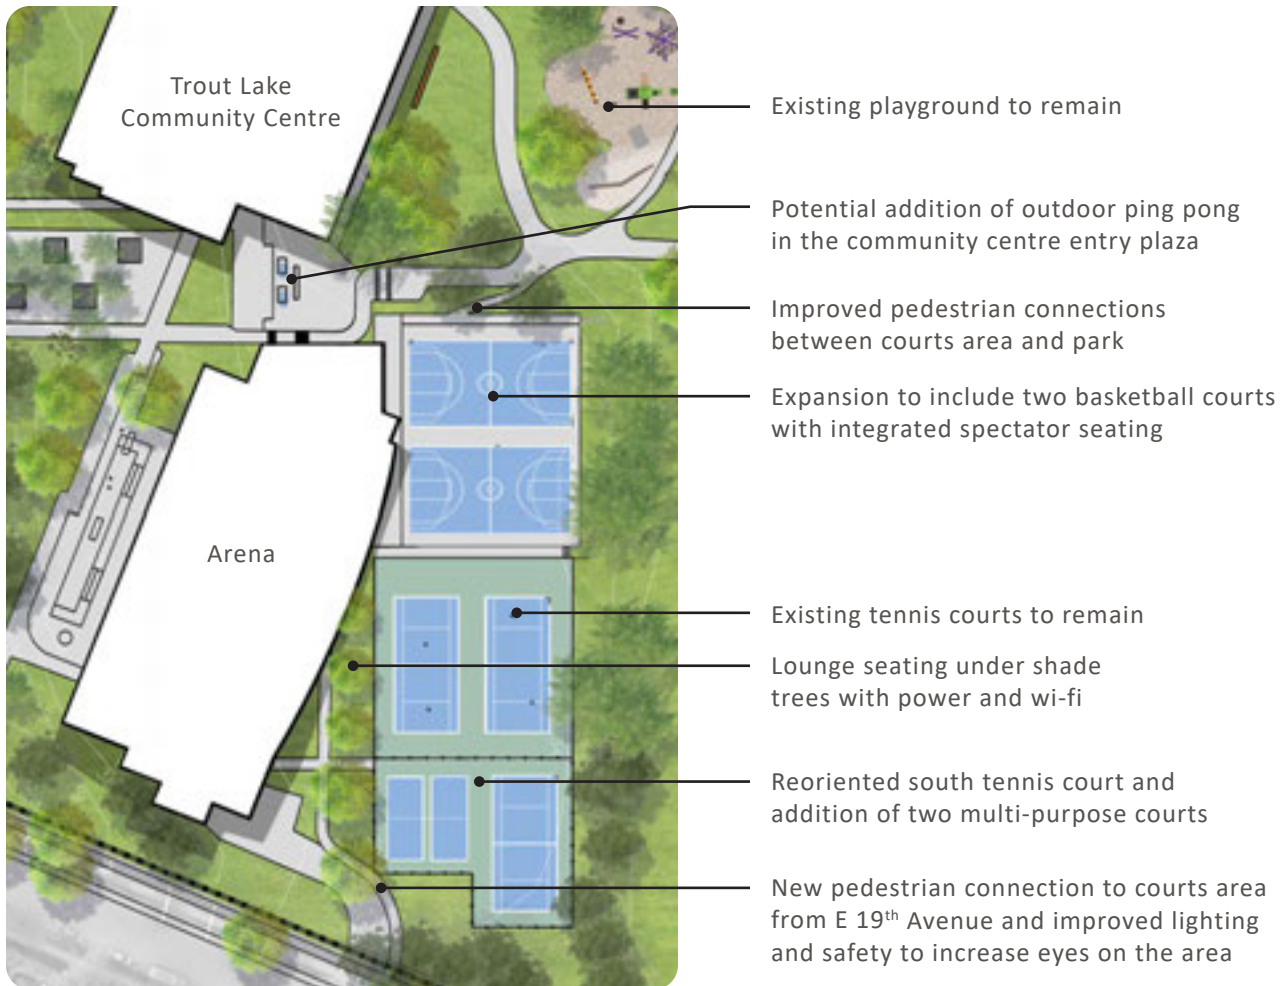 Trout Lake
Community Centre
Arena
Existing playground to remain
Potential addition of outdoor ping pong
in the community centre entry plaza
Improved pedestrian connections
between courts area and park
Expansion to include two basketball courts
with integrated spectator seating
Existing tennis courts to remain
Lounge seating under shade
trees with power and wi-fi
Reoriented south tennis court and
addition of two multi-purpose courts
New pedestrian connection to courts area
from E 19th Avenue and improved lighting
and safety to increase eyes on the area